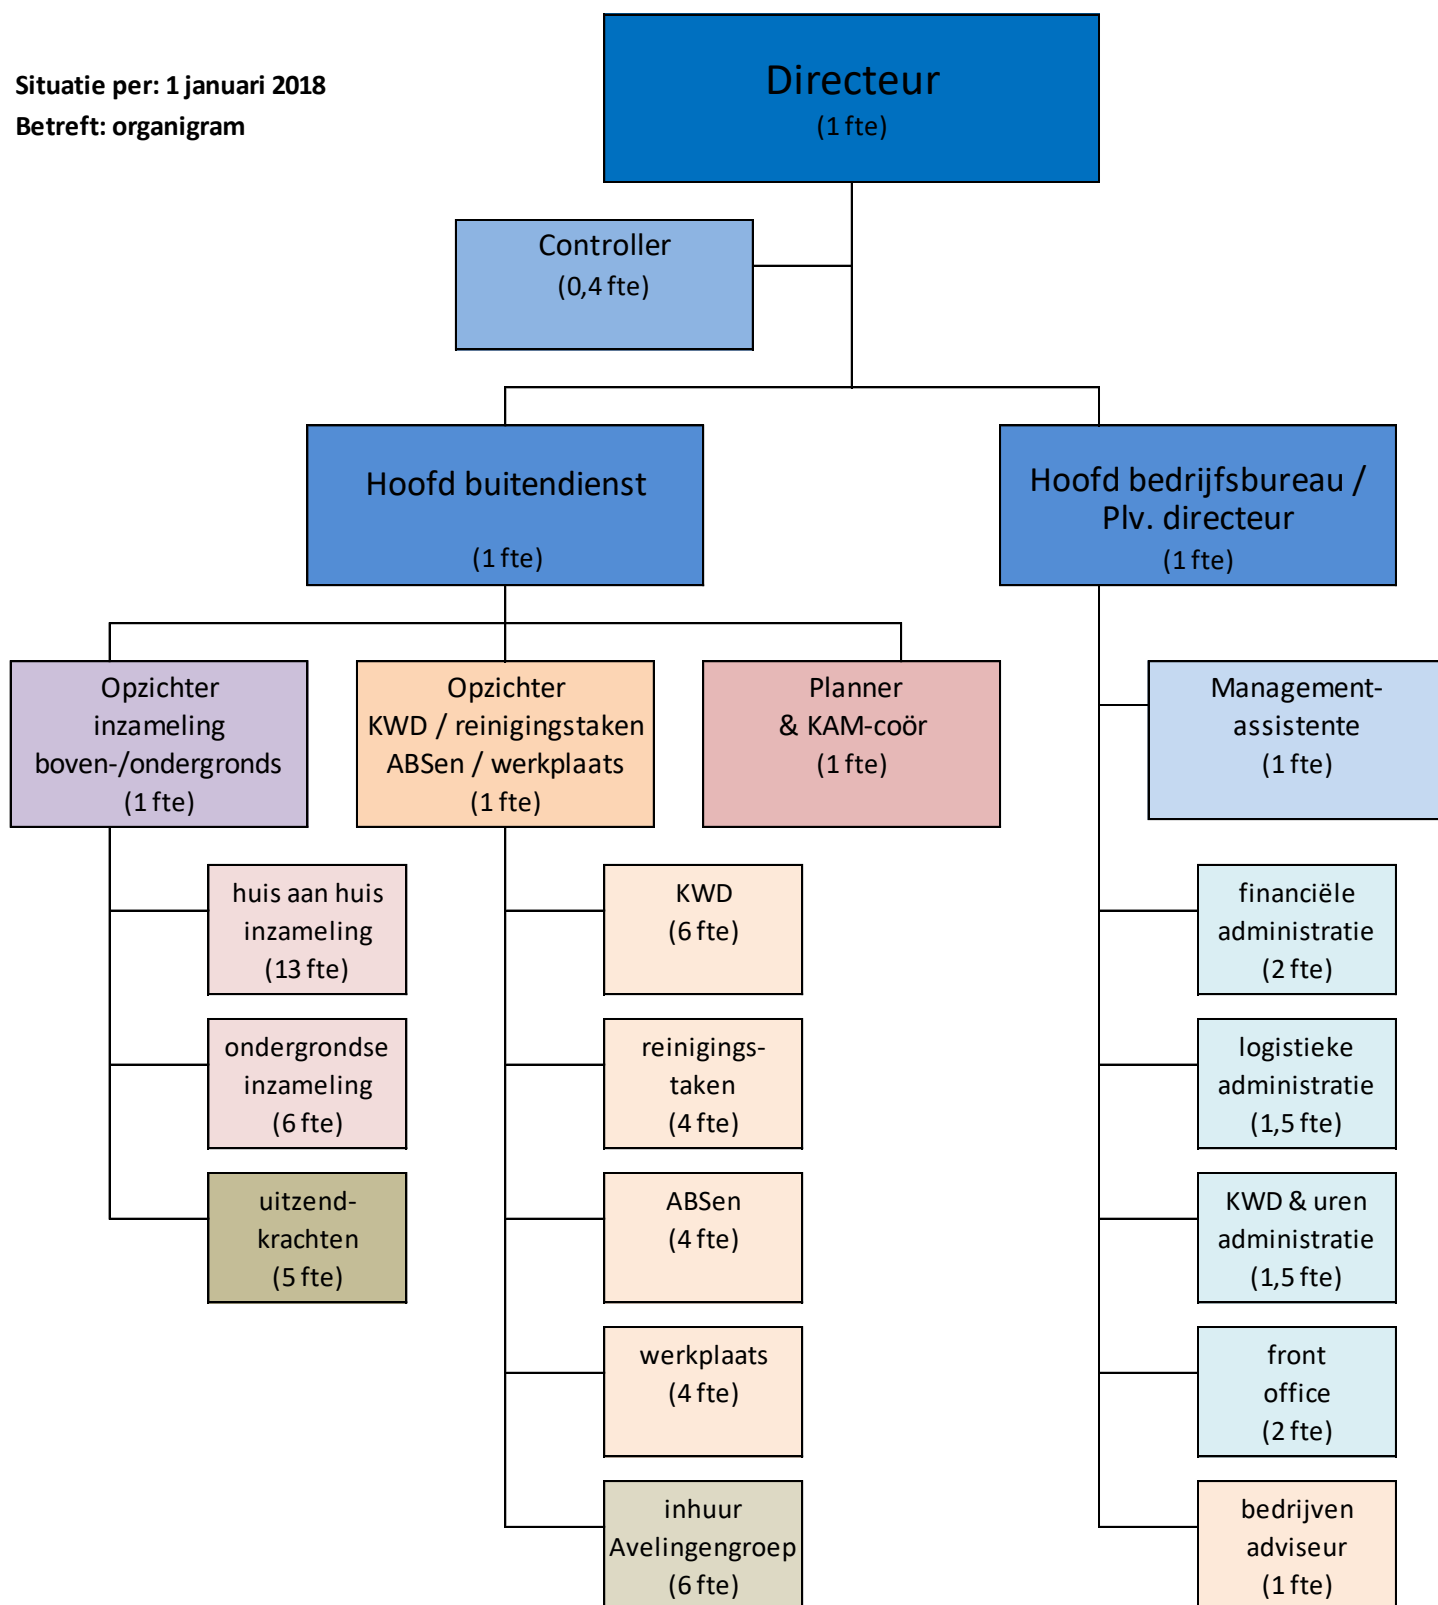 Situatie per: 1 januari 2018
Betreft: organigram
Directeur
(1 fte)
Controller
(0,4 fte)
Hoofd buitendienst
(1 fte)
Hoofd bedrijfsbureau /
Plv. directeur
(1 fte)
Opzichter
inzameling
boven-/ondergronds
(1 fte)
Opzichter
KWD / reinigingstaken
ABSen / werkplaats
(1 fte)
Planner
& KAM-coör
(1 fte)
Management-
assistente
(1 fte)
huis aan huis
inzameling
(13 fte)
ondergrondse
inzameling
(6 fte)
uitzend-
krachten
(5 fte)
KWD
(6 fte)
reinigings-
taken
(4 fte)
ABSen
(4 fte)
werkplaats
(4 fte)
inhuur
Avelingengroep
(6 fte)
financiële
administratie
(2 fte)
logistieke
administratie
(1,5 fte)
KWD & uren
administratie
(1,5 fte)
front
office
(2 fte)
bedrijven
adviseur
(1 fte)